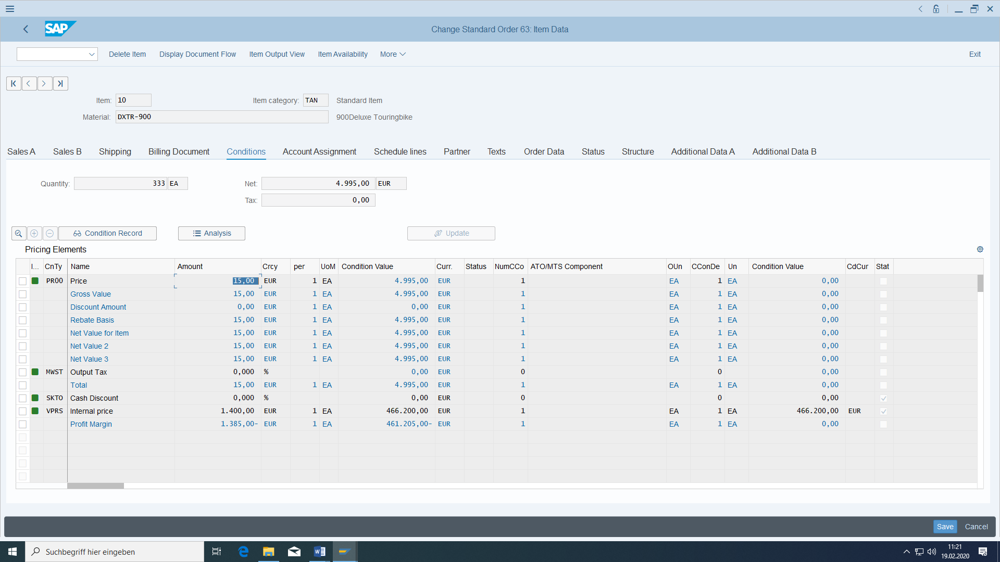 SAP Change Standard Order 63: Item Data
Delete Item Display Document Flow Item Output View Item Availability More Exit
Item: 10 Item category: TAN Standard Item
Material: DXTR-900 900Deluxe Touringbike
Sales A Sales B Shipping Billing Document Conditions Account Assignment Schedule lines Partner Texts Order Data Status Structure Additional Data A Additional Data B
Quantity: 333 EA Net: 4.995,00 EUR
Tax: 0,00
Condition Record Analysis Update
Pricing Elements
I... CnTy Name Amount Crcy per UoM Condition Value Curr. Status NumCCo ATO/MTS Component OUn CConDe Un Condition Value CdCur Stat
PR00 Price 15,00 EUR 1 EA 4.995,00 EUR 1 EA 1 EA 0,00
Gross Value 15,00 EUR 1 EA 4.995,00 EUR 1 EA 1 EA 0,00
Discount Amount 0,00 EUR 1 EA 0,00 EUR 1 EA 1 EA 0,00
Rebate Basis 15,00 EUR 1 EA 4.995,00 EUR 1 EA 1 EA 0,00
Net Value for Item 15,00 EUR 1 EA 4.995,00 EUR 1 EA 1 EA 0,00
Net Value 2 15,00 EUR 1 EA 4.995,00 EUR 1 EA 1 EA 0,00
Net Value 3 15,00 EUR 1 EA 4.995,00 EUR 1 EA 1 EA 0,00
MWST Output Tax 0,000 % 0,00 EUR 0 0 0,00
Total 15,00 EUR 1 EA 4.995,00 EUR 1 EA 1 EA 0,00
SKTO Cash Discount 0,000 % 0,00 EUR 0 0 0,00
VPRS Internal price 1.400,00 EUR 1 EA 466.200,00 EUR 1 EA 1 EA 466.200,00 EUR
Profit Margin 1.385,00- EUR 1 EA 461.205,00- EUR 1 EA 1 EA 0,00
Save Cancel
Suchbegriff hier eingeben 11:21
19.02.2020